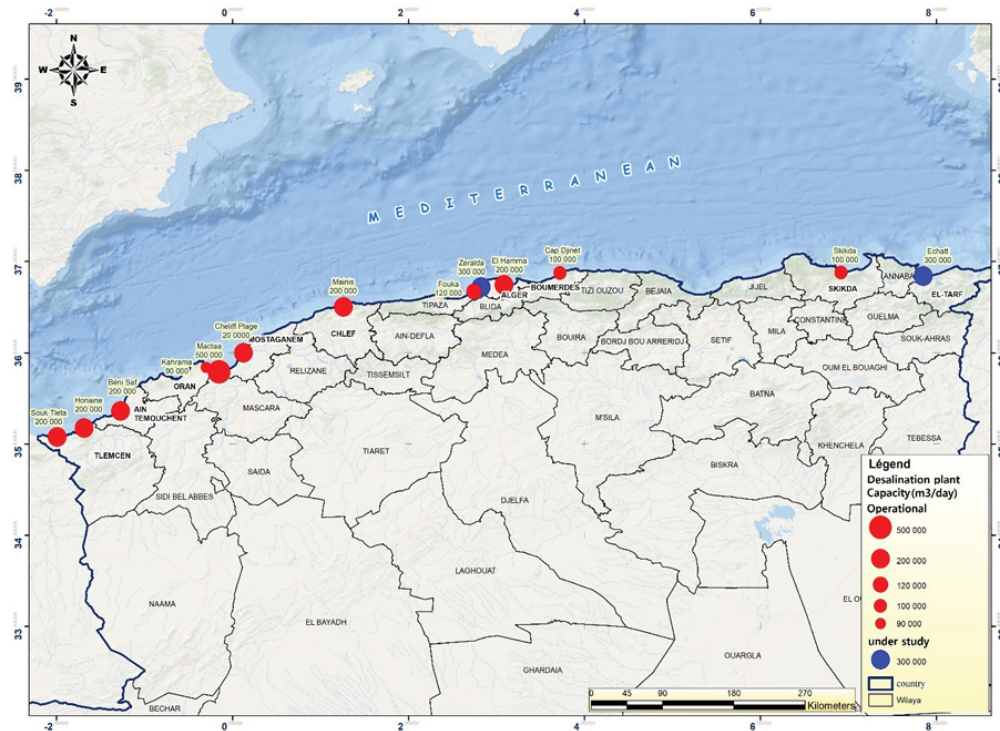 -2 0 2 4 6 8
N
W E
S
39
38
37
36
35
34
33
MEDITERRANEAN
Cap Djinet
100 000
El Hamma
200 000
Zeralda
300 000
Fouka
120 000
Skikda
100 000
Echatt
300 000
Mainis
200 000
Cheliff Plage
20 0000
Mactaa
500 000
Kahrama
90 000
Béni Saf
200 000
Honaine
200 000
Souk-Tleta
200 000
TIPAZA
BLIDA
ALGER
BOUMERDES
TIZI OUZOU
BEJAIA
JIJEL
SKIKDA
ANNABA
EL-TARF
CHLEF
AIN-DEFLA
MEDEA
BOUIRA
BORDJ BOU ARRERIDJ
SETIF
MILA
CONSTANTINE
GUELMA
SOUK-AHRAS
MOSTAGANEM
RELIZANE
TISSEMSILT
OUM EL BOUAGHI
ORAN
MASCARA
AIN
TEMOUCHENT
BATNA
M'SILA
TIARET
TLEMCEN
SAIDA
SIDI BEL ABBES
KHENCHELA
TEBESSA
BISKRA
DJELFA
LAGHOUAT
NAAMA
EL BAYADH
OUARGLA
GHARDAIA
BECHAR
Légend
Desalination plant
Capacity(m3/day)
Operational
500 000
200 000
120 000
100 000
90 000
under study
300 000
country
Wilaya
0 45 90 180 270
Kilometers
-2 0 2 4 6 8